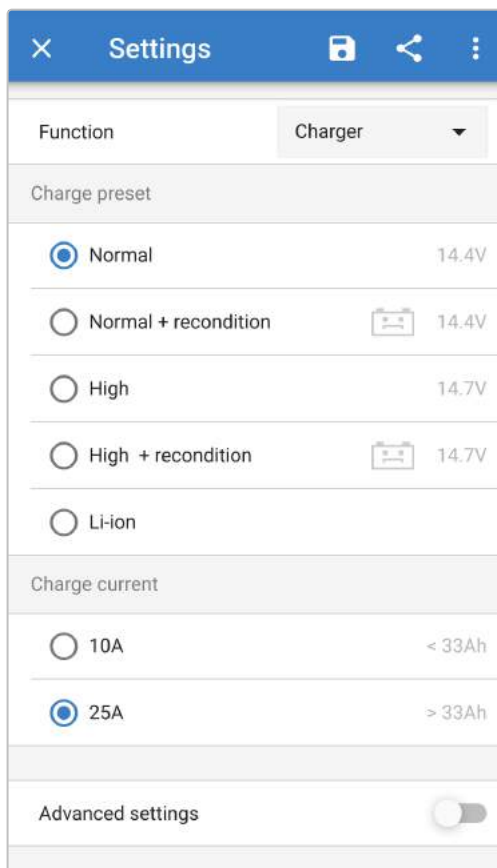 Settings
Function Charger
Charge preset
Normal 14.4V
Normal + recondition 14.4V
High 14.7V
High + recondition 14.7V
Li-ion
Charge current
10A < 33Ah
25A > 33Ah
Advanced settings